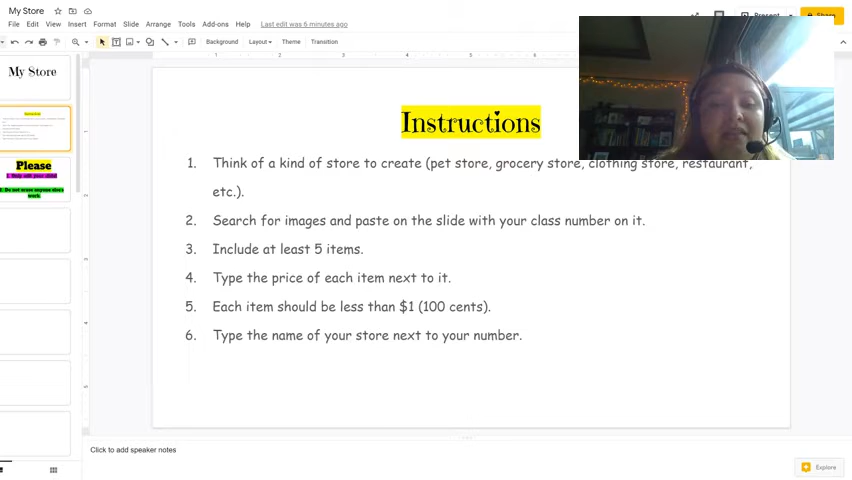 My Store
File Edit View Insert Format Slide Arrange Tools Add-ons Help Last edit was 6 minutes ago
Present Share
Background Layout Theme Transition
My Store
Please
Instructions
1. Think of a kind of store to create (pet store, grocery store, clothing store, restaurant,
etc.).
2. Search for images and paste on the slide with your class number on it.
3. Include at least 5 items.
4. Type the price of each item next to it.
5. Each item should be less than $1 (100 cents).
6. Type the name of your store next to your number.
Click to add speaker notes
Explore